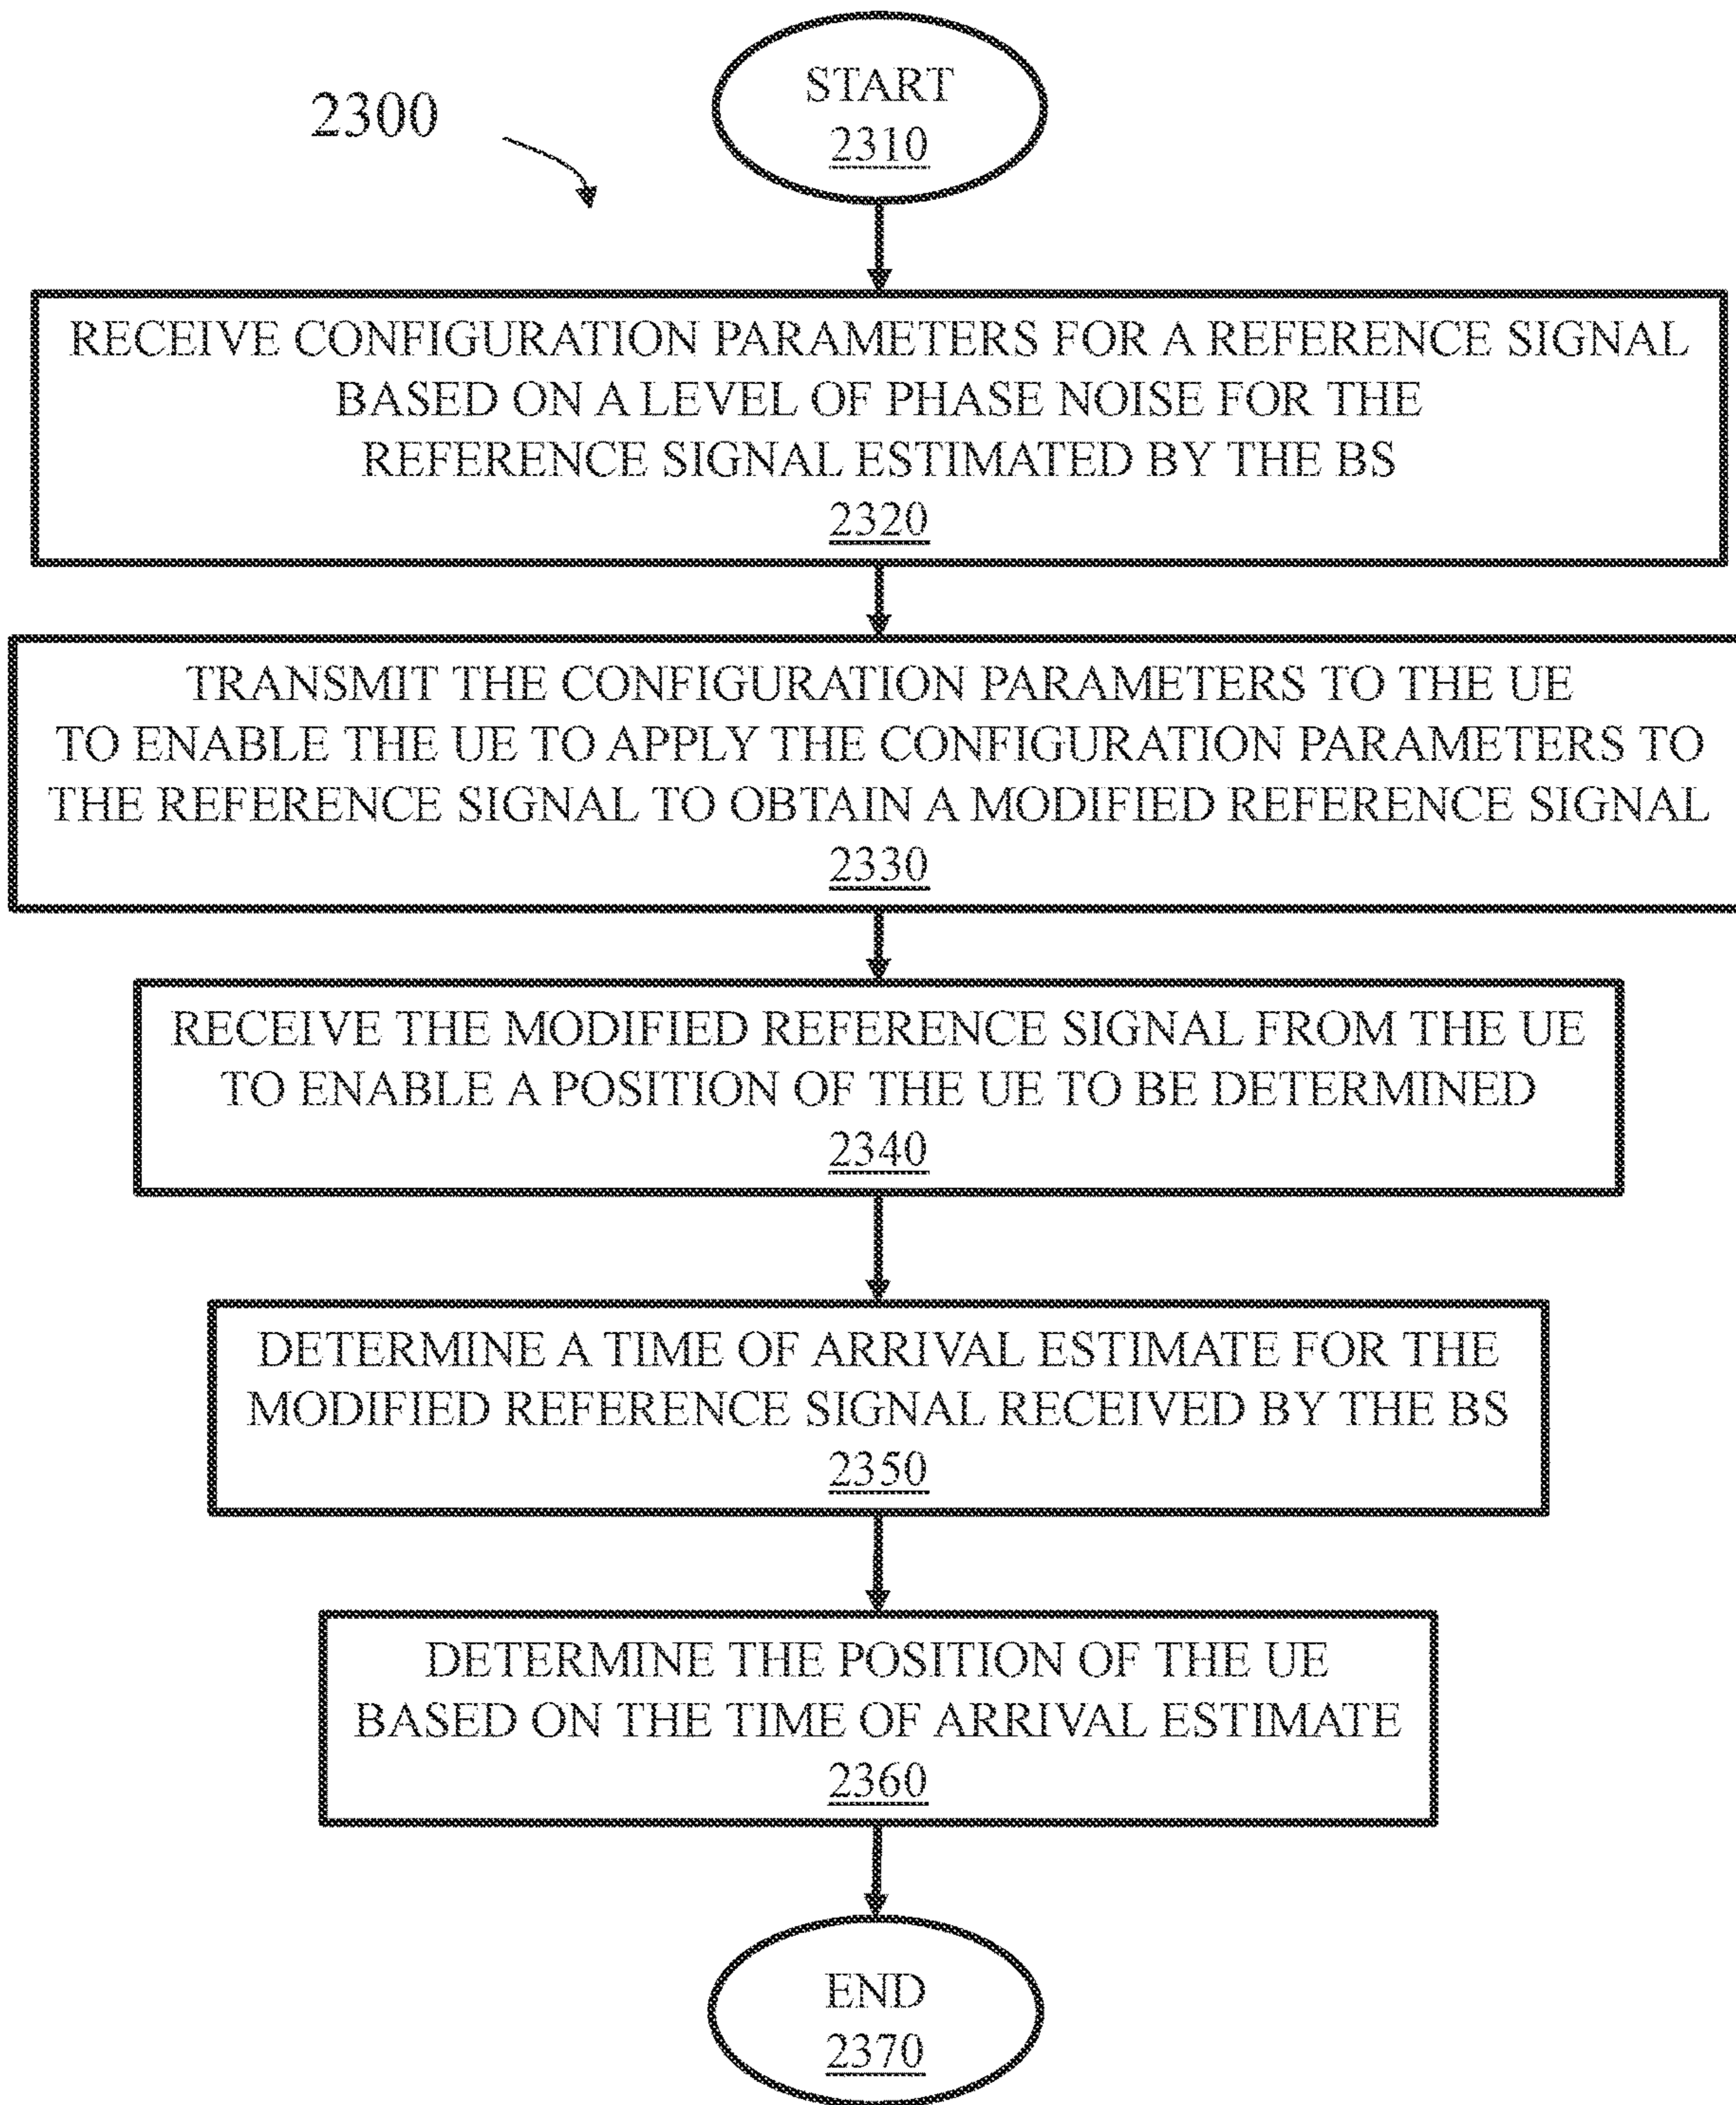 2300
START
2310
RECEIVE CONFIGURATION PARAMETERS FOR A REFERENCE SIGNAL
BASED ON A LEVEL OF PHASE NOISE FOR THE
REFERENCE SIGNAL ESTIMATED BY THE BS
2320
TRANSMIT THE CONFIGURATION PARAMETERS TO THE UE
TO ENABLE THE UE TO APPLY THE CONFIGURATION PARAMETERS TO
THE REFERENCE SIGNAL TO OBTAIN A MODIFIED REFERENCE SIGNAL
2330
RECEIVE THE MODIFIED REFERENCE SIGNAL FROM THE UE
TO ENABLE A POSITION OF THE UE TO BE DETERMINED
2340
DETERMINE A TIME OF ARRIVAL ESTIMATE FOR THE
MODIFIED REFERENCE SIGNAL RECEIVED BY THE BS
2350
DETERMINE THE POSITION OF THE UE
BASED ON THE TIME OF ARRIVAL ESTIMATE
2360
END
2370